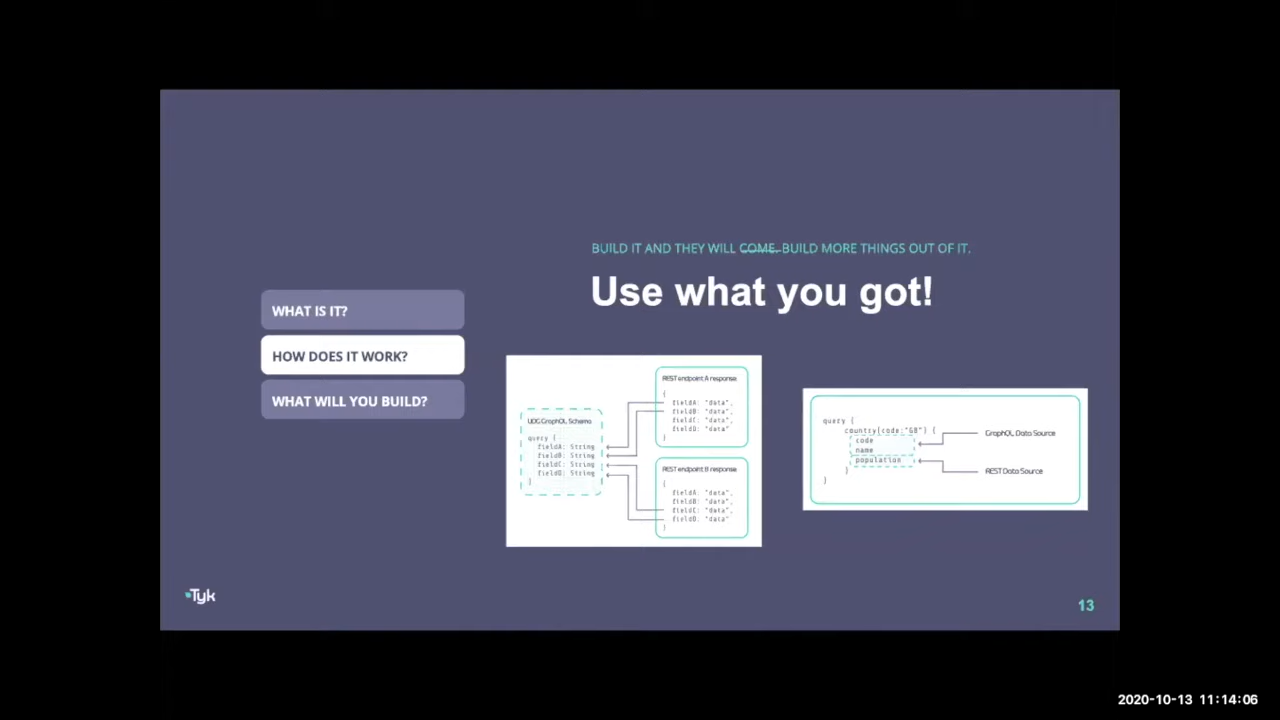 BUILD IT AND THEY WILL COME. BUILD MORE THINGS OUT OF IT.
Use what you got!
WHAT IS IT?
HOW DOES IT WORK?
WHAT WILL YOU BUILD?
UDG GraphQL Schema
query {
fieldA: String
fieldB: String
fieldC: String
fieldD: String
}
REST endpoint A response
{
fieldA: "data",
fieldB: "data",
fieldC: "data",
fieldD: "data"
}
REST endpoint B response
{
fieldA: "data",
fieldB: "data",
fieldC: "data",
fieldD: "data"
}
query {
country(code:"GB") {
code
name
population
}
}
GraphQL Data Source
REST Data Source
Tyk
13
2020-10-13 11:14:06